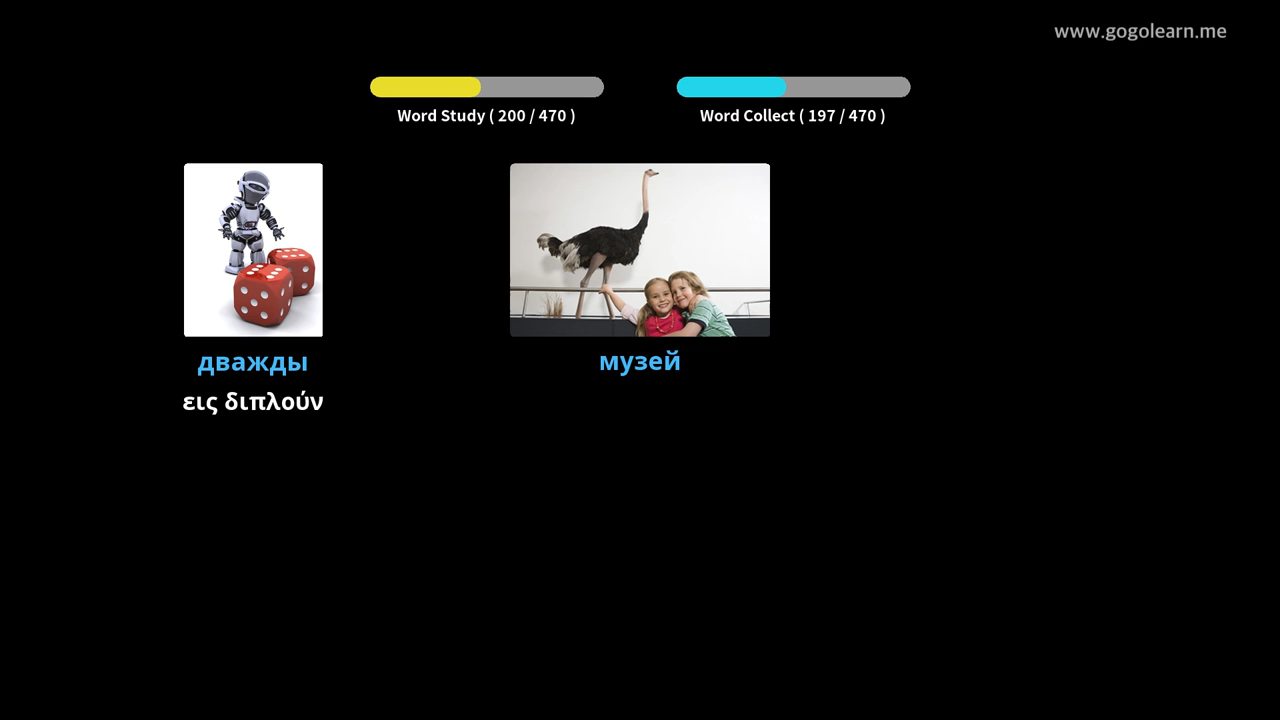 www.gogolearn.me
Word Study ( 200 / 470 )
Word Collect ( 197 / 470 )
дважды
εις διπλούν
музей